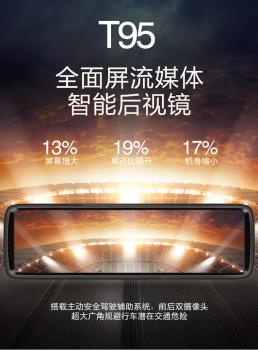 T95
全面屏流媒体
智能后视镜
13% 19% 17%
屏幕增大 屏占比提升 机身缩小
搭载主动安全驾驶辅助系统，前后双摄像头
超大广角规避行车潜在交通危险